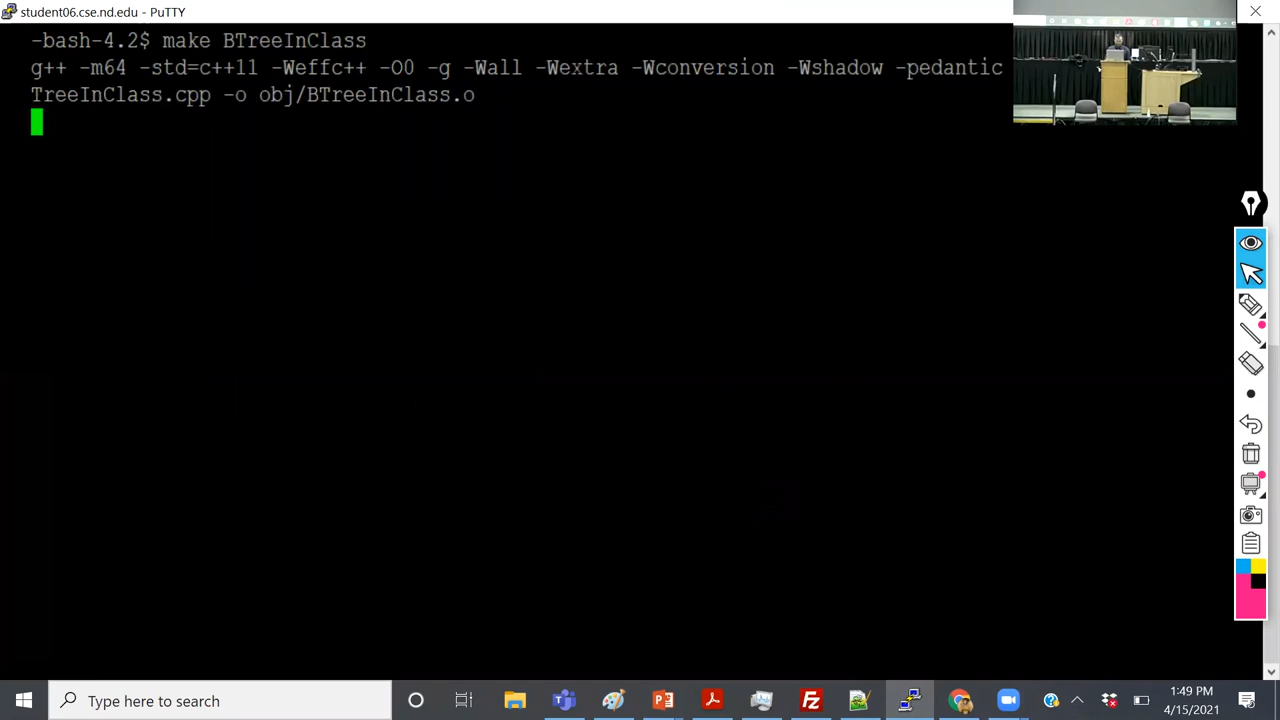 student06.cse.nd.edu - PuTTY
-bash-4.2$ make BTreeInClass
g++ -m64 -std=c++11 -Weffc++ -O0 -g -Wall -Wextra -Wconversion -Wshadow -pedantic
TreeInClass.cpp -o obj/BTreeInClass.o
Type here to search
1:49 PM
4/15/2021